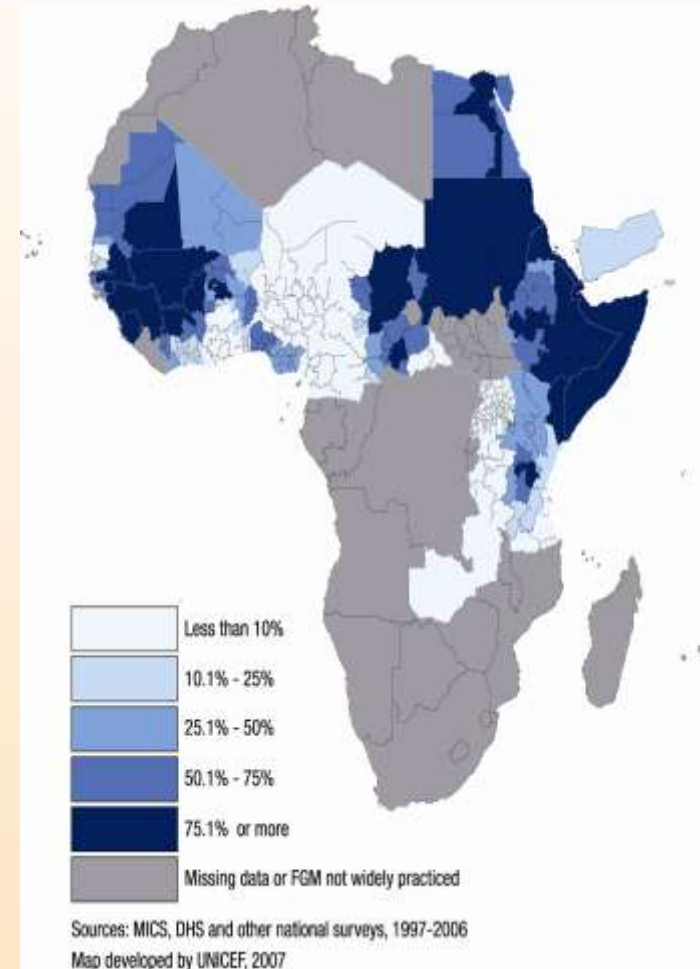 Less than 10%
10.1% - 25%
25.1% - 50%
50.1% - 75%
75.1% or more
Missing data or FGM not widely practiced
Sources: MICS, DHS and other national surveys, 1997-2006
Map developed by UNICEF, 2007